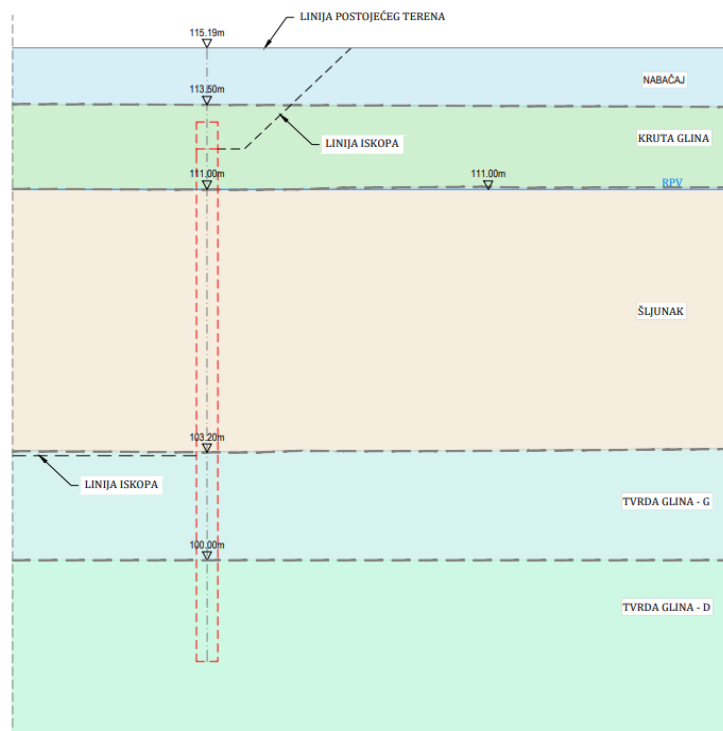 LINIJA POSTOJEĆEG TERENA
115.19m
NABAČAJ
113.50m
KRUTA GLINA
LINIJA ISKOPA
111.00m
111.00m
RPV
ŠLJUNAK
103.20m
LINIJA ISKOPA
TVRDA GLINA - G
100.00m
TVRDA GLINA - D